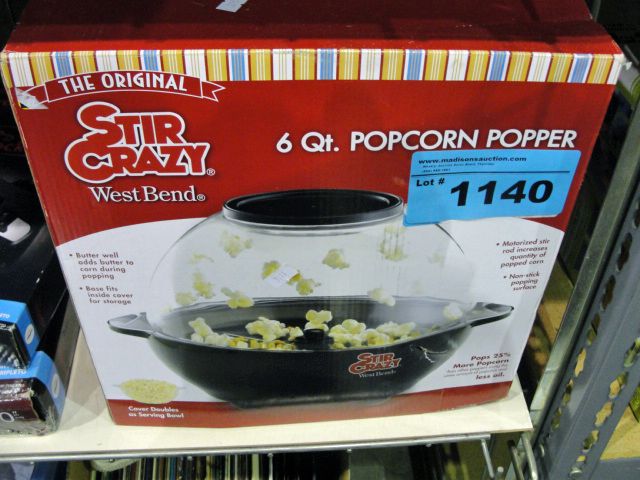 THE ORIGINAL
STIR
CRAZY®
West Bend®
6 Qt. POPCORN POPPER
www.madisonsauction.com
Lot # 1140
• Butter well
adds butter to
corn during
popping
• Base fits
inside cover
for storage
• Motorized stir
rod increases
quantity of
popped corn
• Non-stick
popping
surface
STIR
CRAZY
West Bend
Pops 25%
More Popcorn
less oil.
Cover Doubles
as Serving Bowl